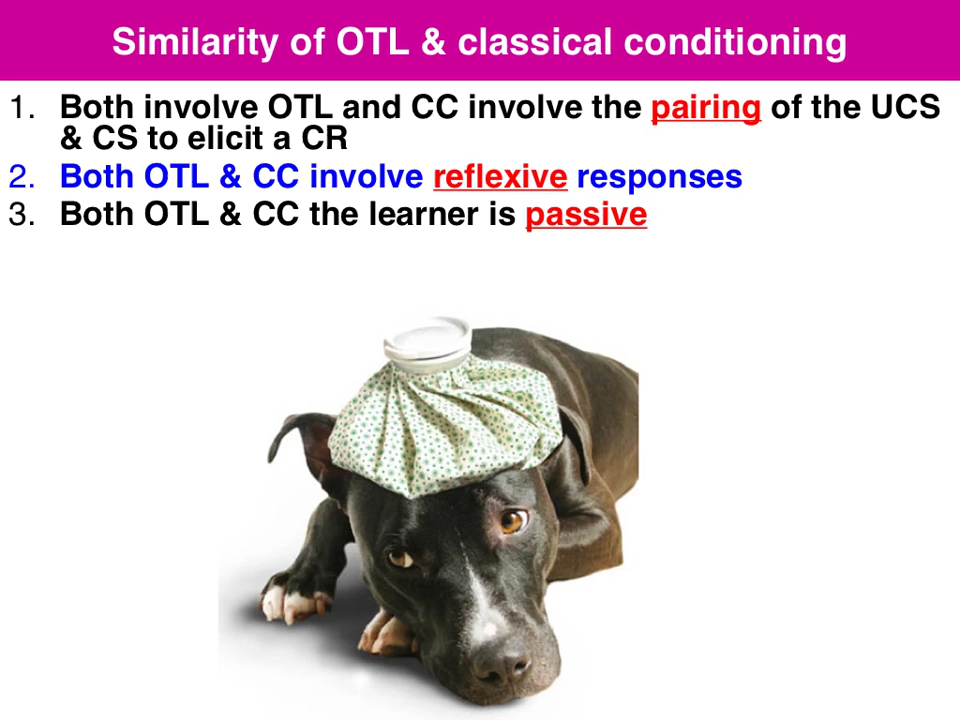 Similarity of OTL & classical conditioning
1. Both involve OTL and CC involve the pairing of the UCS
& CS to elicit a CR
2. Both OTL & CC involve reflexive responses
3. Both OTL & CC the learner is passive